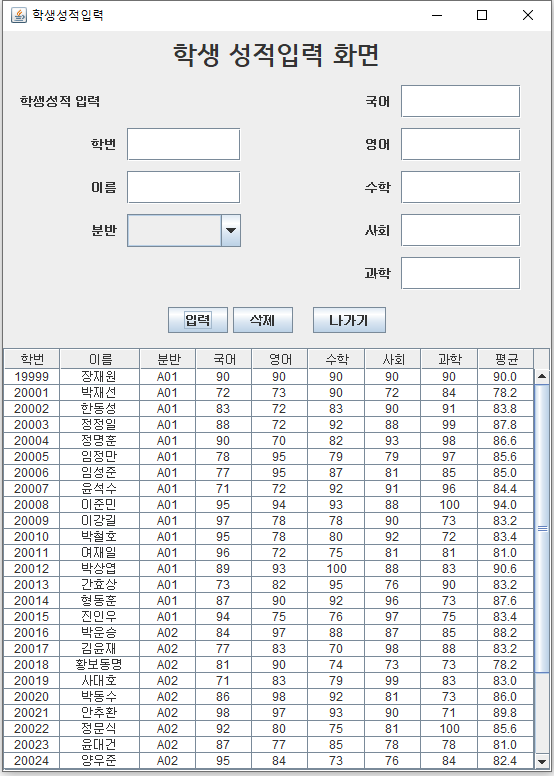 학생성적입력
학생 성적입력 화면
학생성적 입력
국어
학번
영어
이름
수학
분반
사회
과학
입력 삭제 나가기
학번 이름 분반 국어 영어 수학 사회 과학 평균
19999 장재원 A01 90 90 90 90 90 90.0
20001 박재선 A01 72 73 90 72 84 78.2
20002 한동성 A01 83 72 83 90 91 83.8
20003 정정일 A01 88 72 92 88 99 87.8
20004 정명훈 A01 90 70 82 93 98 86.6
20005 임정만 A01 78 95 79 79 97 85.6
20006 임성준 A01 77 95 87 81 85 85.0
20007 윤석수 A01 71 72 92 91 96 84.4
20008 이준민 A01 95 94 93 88 100 94.0
20009 이강길 A01 97 78 78 90 73 83.2
20010 박철호 A01 95 78 80 92 72 83.4
20011 여재일 A01 96 72 75 81 81 81.0
20012 박상엽 A01 89 93 100 88 83 90.6
20013 간효상 A01 73 82 95 76 90 83.2
20014 형동훈 A01 87 90 92 96 73 87.6
20015 진인우 A01 94 75 76 97 75 83.4
20016 박운승 A02 84 97 88 87 85 88.2
20017 김윤재 A02 77 83 70 98 88 83.2
20018 황보동명 A02 81 90 74 73 73 78.2
20019 사대호 A02 71 83 79 99 83 83.0
20020 박동수 A02 86 98 92 81 73 86.0
20021 안추환 A02 98 97 93 90 71 89.8
20022 정문식 A02 92 80 75 81 100 85.6
20023 윤대건 A02 87 77 85 78 78 81.0
20024 양우준 A02 95 84 73 76 84 82.4